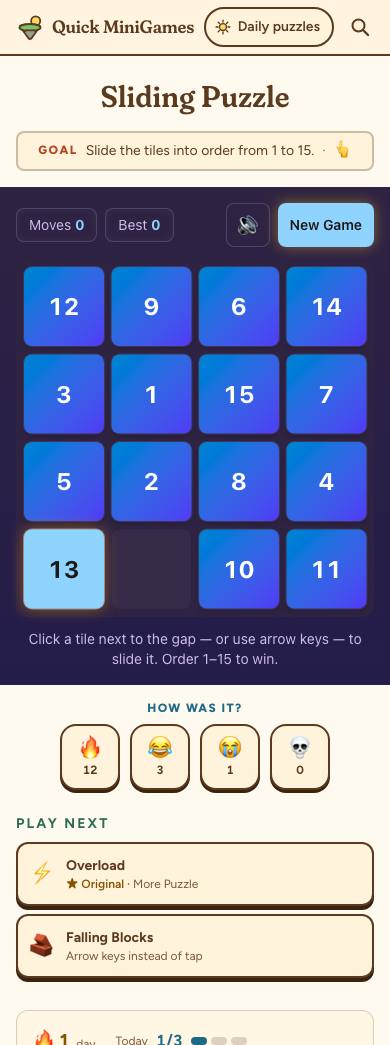 Quick MiniGames
Daily puzzles
Sliding Puzzle
GOAL Slide the tiles into order from 1 to 15. ·
Moves 0
Best 0
New Game
12 9 6 14
3 1 15 7
5 2 8 4
13 10 11
Click a tile next to the gap — or use arrow keys — to
slide it. Order 1–15 to win.
HOW WAS IT?
12 3 1 0
PLAY NEXT
Overload
★ Original · More Puzzle
Falling Blocks
Arrow keys instead of tap
1 day Today 1/3